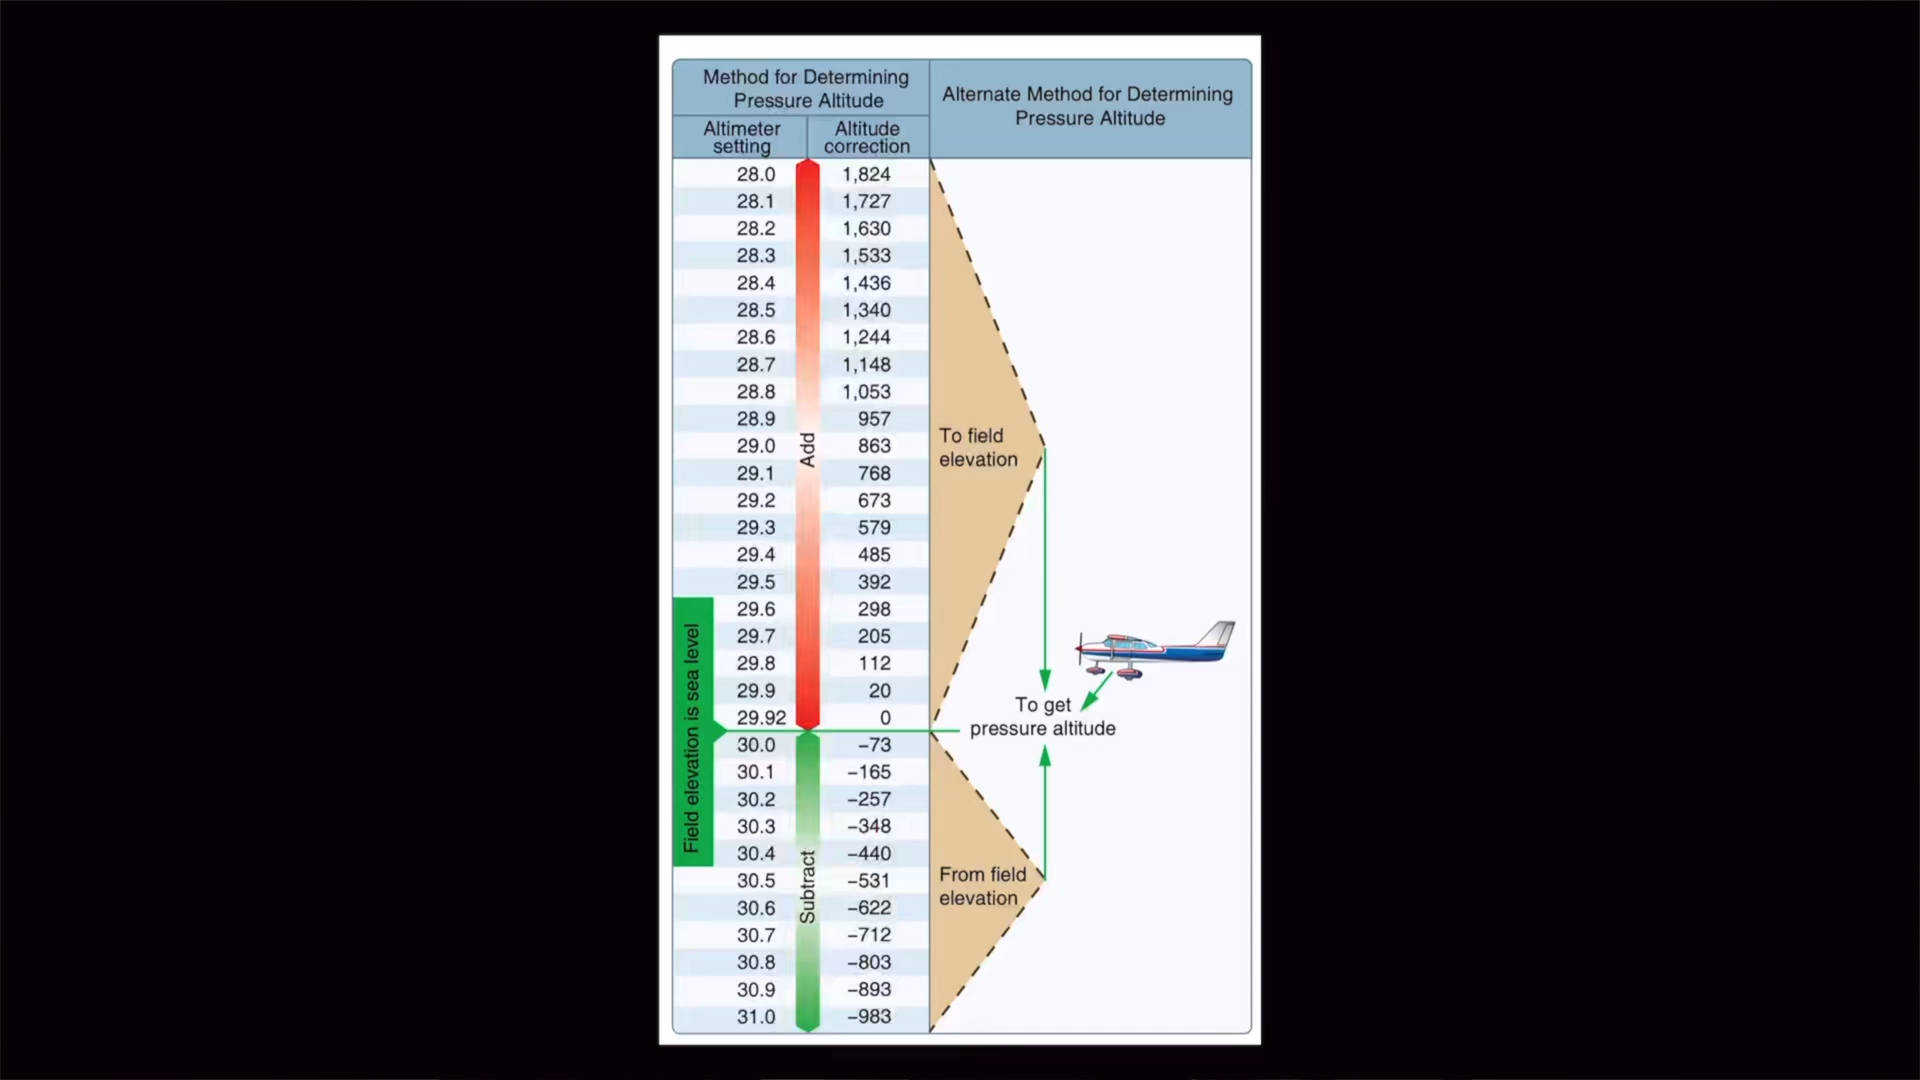 Method for Determining
Pressure Altitude
Alternate Method for Determining
Pressure Altitude
Altimeter
setting
Altitude
correction
28.0 1,824
28.1 1,727
28.2 1,630
28.3 1,533
28.4 1,436
28.5 1,340
28.6 1,244
28.7 1,148
28.8 1,053
28.9 957
29.0 863
29.1 768
29.2 673
29.3 579
29.4 485
29.5 392
29.6 298
29.7 205
29.8 112
29.9 20
29.92 0
30.0 –73
30.1 –165
30.2 –257
30.3 –348
30.4 –440
30.5 –531
30.6 –622
30.7 –712
30.8 –803
30.9 –893
31.0 –983
Add
Subtract
Field elevation is sea level
To field
elevation
To get
pressure altitude
From field
elevation